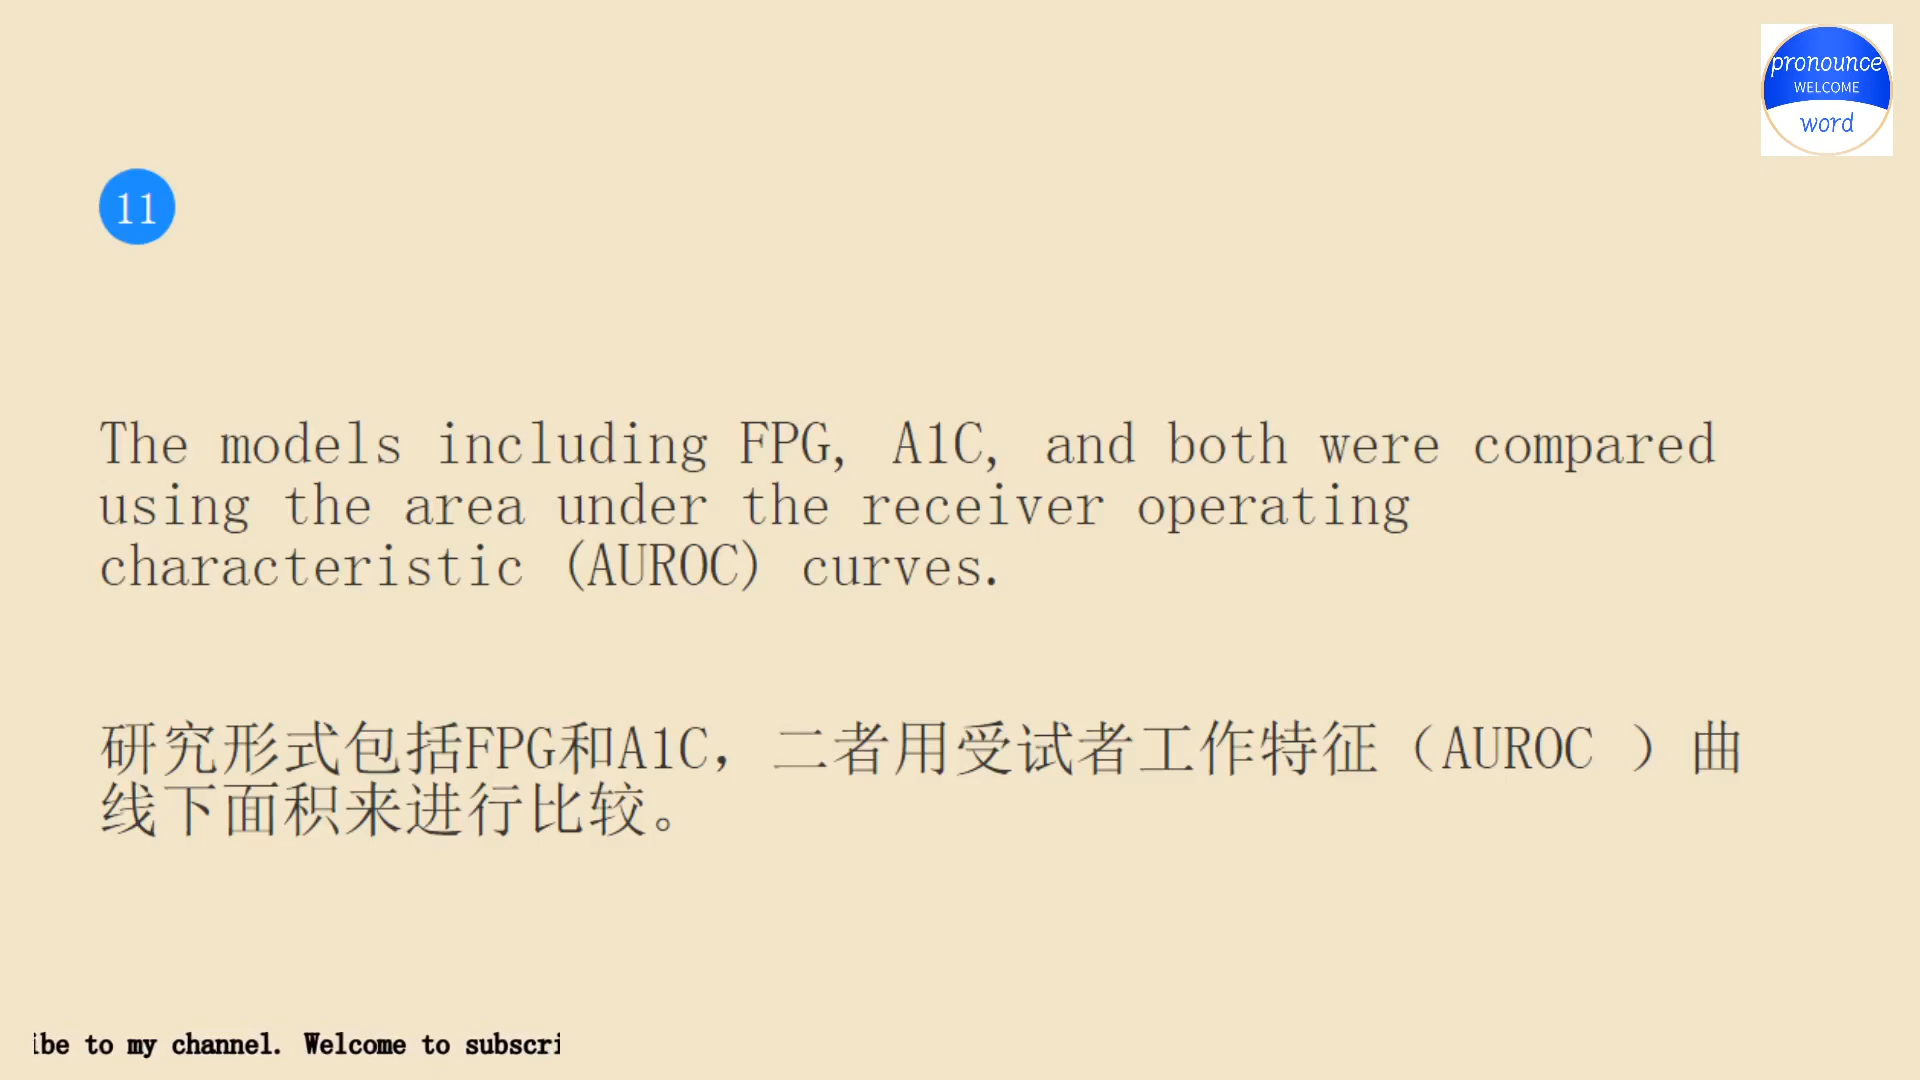 pronounce
WELCOME
word
11
The models including FPG, A1C, and both were compared
using the area under the receiver operating
characteristic (AUROC) curves.
研究形式包括FPG和A1C，二者用受试者工作特征（AUROC ）曲
线下面积来进行比较。
ibe to my channel. Welcome to subscri